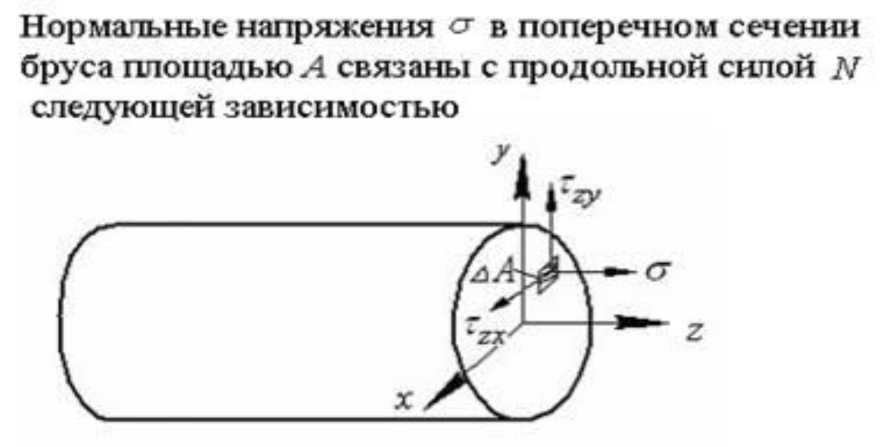 Нормальные напряжения σ в поперечном сечении
бруса площадью A связаны с продольной силой N
следующей зависимостью
y
τzy
ΔA
σ
τzx
z
x